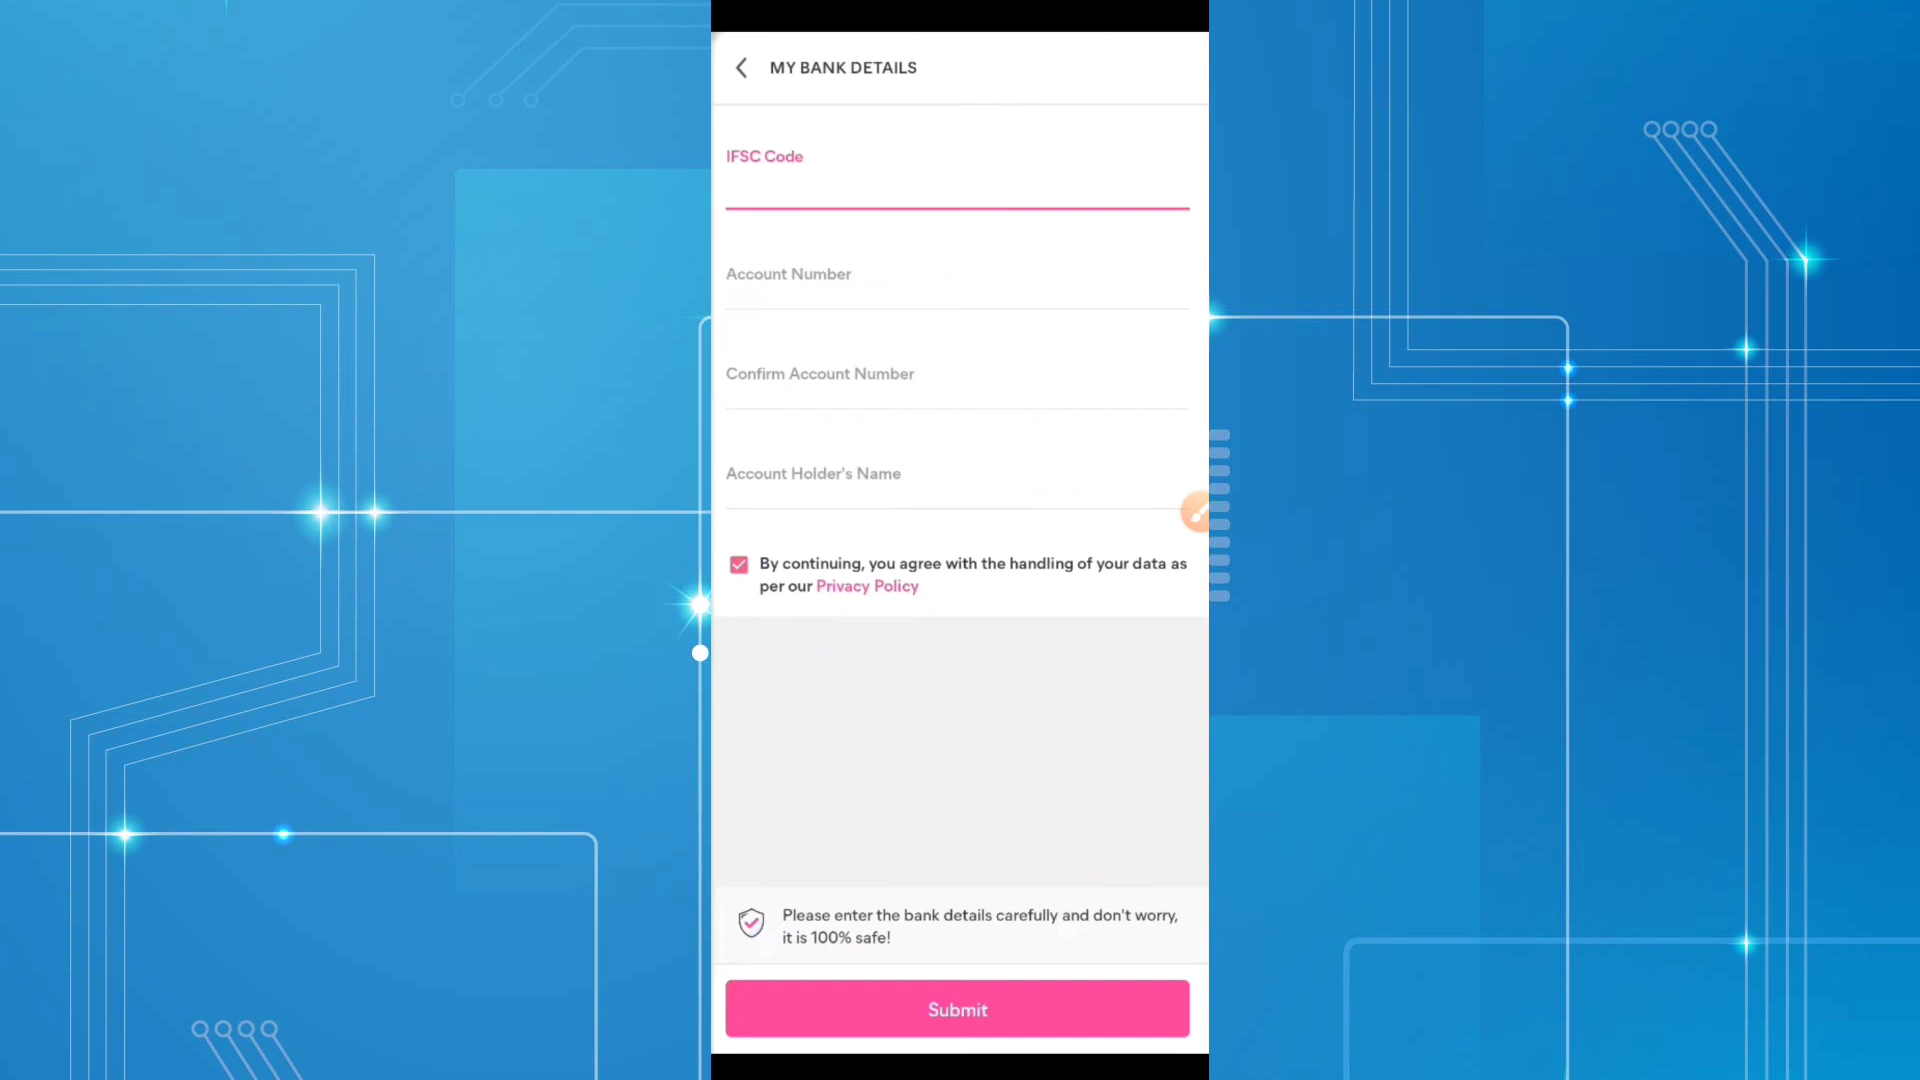 MY BANK DETAILS
IFSC Code
Account Number
Confirm Account Number
Account Holder's Name
By continuing, you agree with the handling of your data as
per our Privacy Policy
Please enter the bank details carefully and don't worry,
it is 100% safe!
Submit